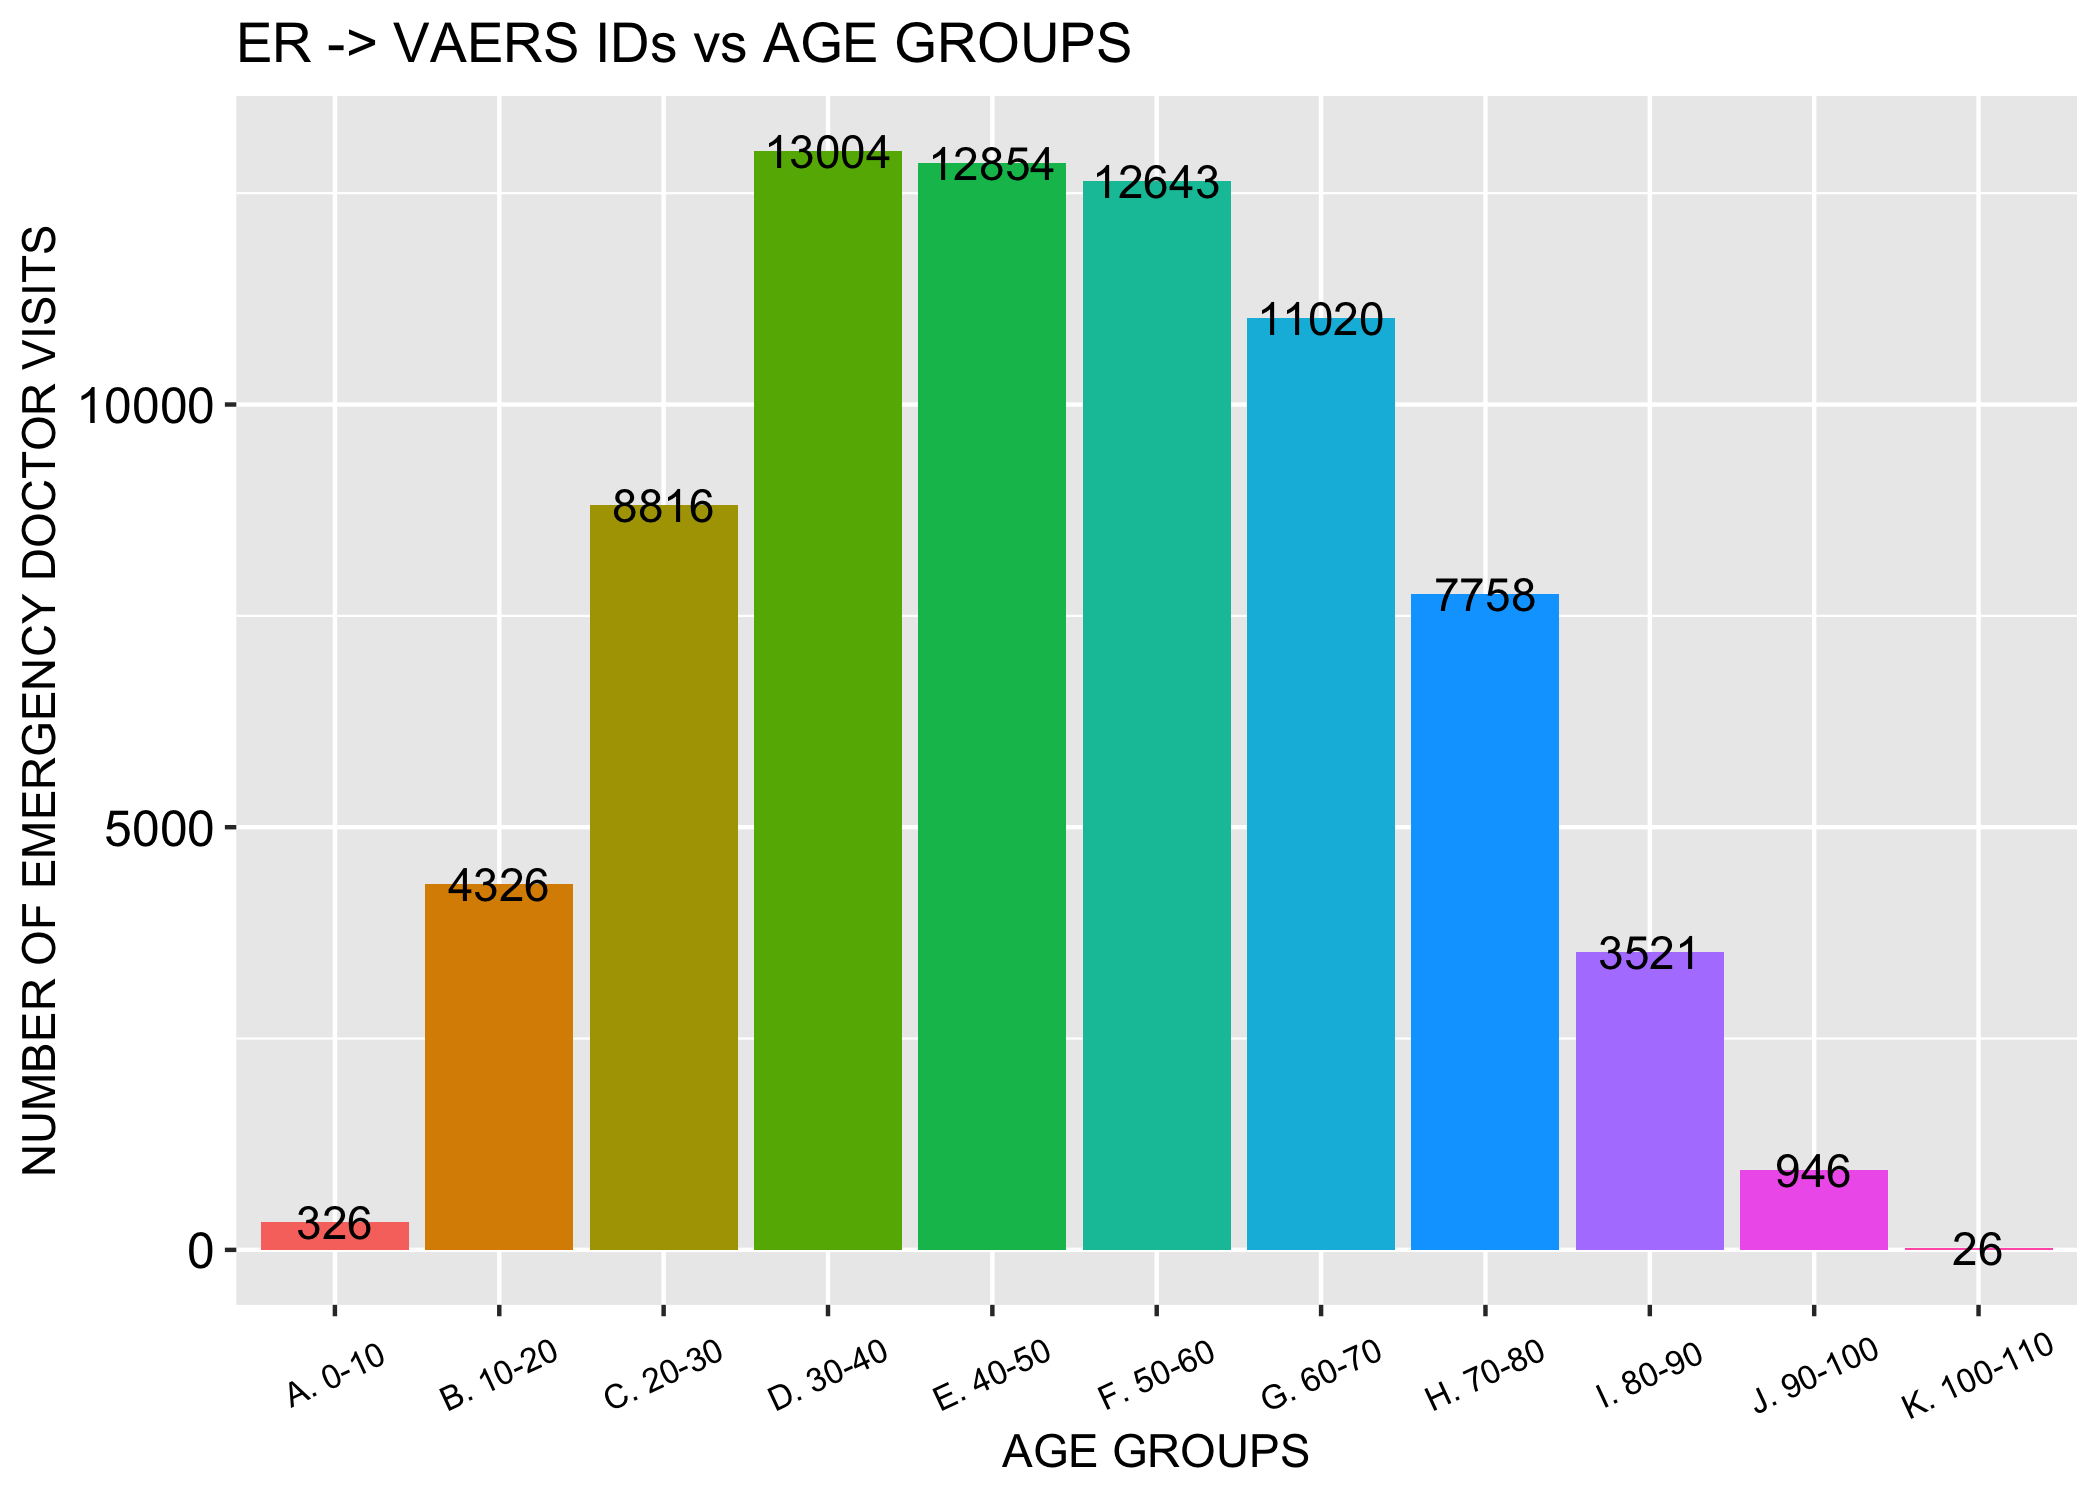 ER -> VAERS IDs vs AGE GROUPS
NUMBER OF EMERGENCY DOCTOR VISITS
10000
5000
0
326
4326
8816
13004
12854
12643
11020
7758
3521
946
26
A. 0-10
B. 10-20
C. 20-30
D. 30-40
E. 40-50
F. 50-60
G. 60-70
H. 70-80
I. 80-90
J. 90-100
K. 100-110
AGE GROUPS